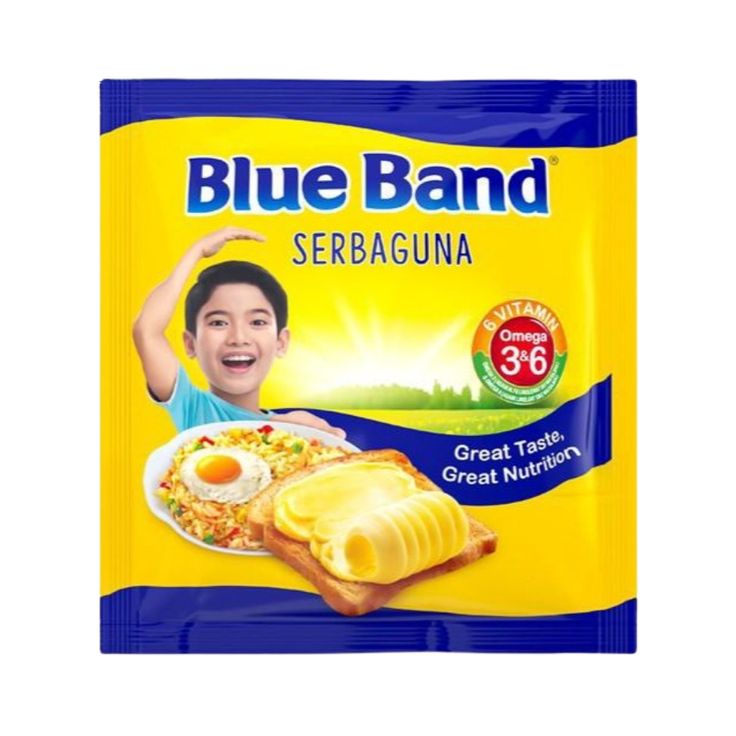 Blue Band®
SERBAGUNA
6 VITAMIN
Omega
3&6
Great Taste,
Great Nutrition